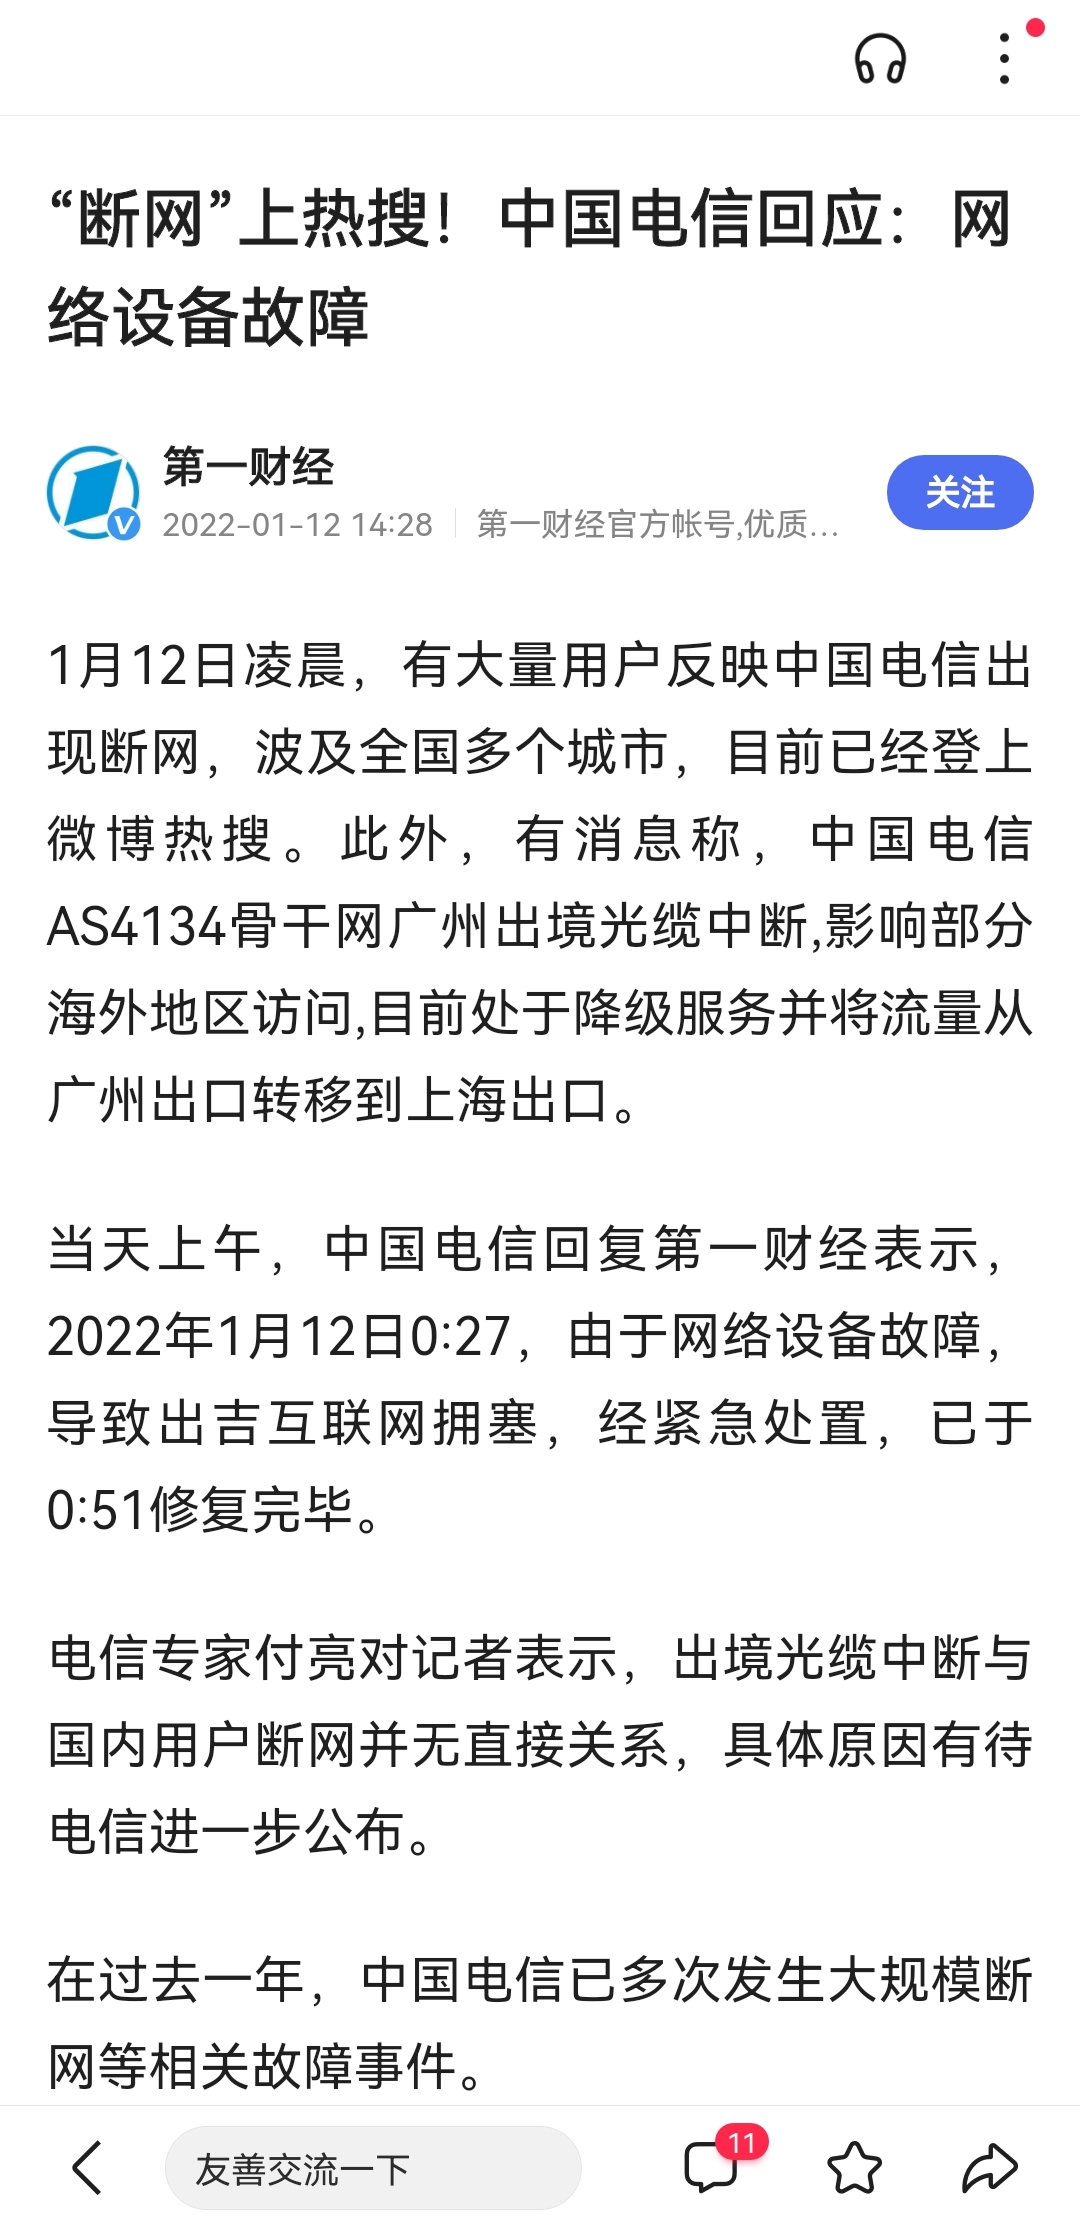 “断网”上热搜！中国电信回应：网
络设备故障
第一财经
2022-01-12 14:28
第一财经官方帐号,优质...
关注
1月12日凌晨，有大量用户反映中国电信出
现断网，波及全国多个城市，目前已经登上
微博热搜。此外，有消息称，中国电信
AS4134骨干网广州出境光缆中断,影响部分
海外地区访问,目前处于降级服务并将流量从
广州出口转移到上海出口。
当天上午，中国电信回复第一财经表示，
2022年1月12日0:27，由于网络设备故障，
导致出吉互联网拥塞，经紧急处置，已于
0:51修复完毕。
电信专家付亮对记者表示，出境光缆中断与
国内用户断网并无直接关系，具体原因有待
电信进一步公布。
在过去一年，中国电信已多次发生大规模断
网等相关故障事件。
友善交流一下
11